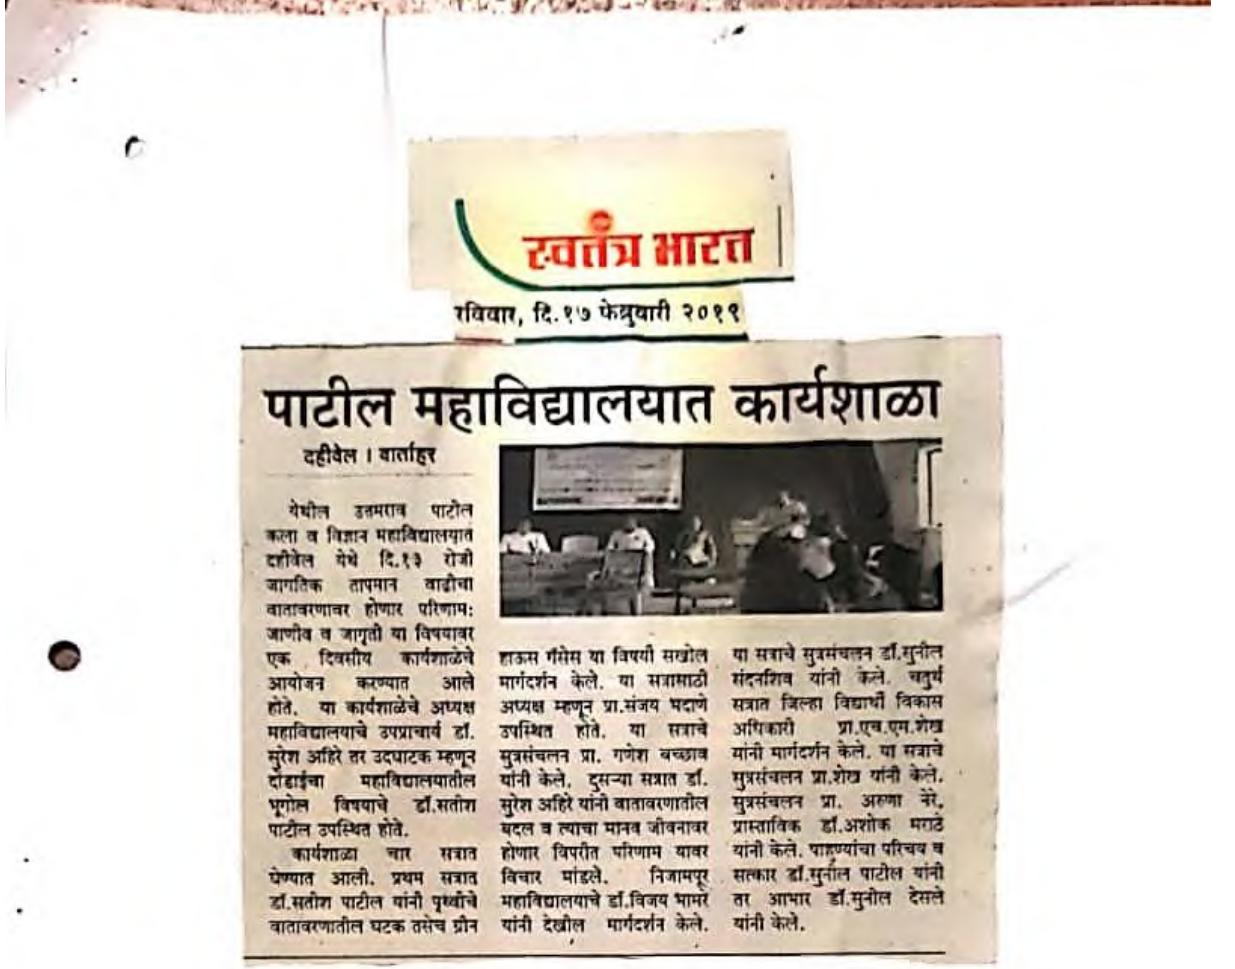 स्वतंत्र भारत
रविवार, दि.१७ फेब्रुवारी २०१९
पाटील महाविद्यालयात कार्यशाळा
दहीवेल । वार्ताहर
येथील उत्तमराव पाटील
कला व विज्ञान महाविद्यालयात
दहीवेल येथे दि.१३ रोजी
जागतिक तापमान वाढीचा
वातावरणावर होणार परिणाम:
जाणीव व जागृती या विषयावर
एक दिवसीय कार्यशाळेचे
आयोजन करण्यात आले
होते. या कार्यशाळेचे अध्यक्ष
महाविद्यालयाचे उपप्राचार्य डॉ.
सुरेश अहिरे तर उदघाटक म्हणून
दोंडाईचा महाविद्यालयातील
भूगोल विषयाचे डॉ.सतीश
पाटील उपस्थित होते.
कार्यशाळा चार सत्रात
घेण्यात आली. प्रथम सत्रात
डॉ.सतीश पाटील यांनी पृथ्वीचे
वातावरणातील घटक तसेच ग्रीन
हाऊस गॅसेस या विषयी सखोल
मार्गदर्शन केले. या सत्रासाठी
अध्यक्ष म्हणून प्रा.संजय भदाणे
उपस्थित होते. या सत्राचे
सुत्रसंचलन प्रा. गणेश बच्छाव
यांनी केले. दुसऱ्या सत्रात डॉ.
सुरेश अहिरे यांनी वातावरणातील
बदल व त्याचा मानव जीवनावर
होणार विपरीत परिणाम यावर
विचार मांडले. निजामपूर
महाविद्यालयाचे डॉ.विजय भामरे
यांनी देखील मार्गदर्शन केले.
या सत्राचे सुत्रसंचलन डॉ.सुनील
संदनशिव यांनी केले. चतुर्थ
सत्रात जिल्हा विद्यार्थी विकास
अधिकारी प्रा.एच.एम.शेख
यांनी मार्गदर्शन केले. या सत्राचे
सुत्रसंचलन प्रा.शेख यांनी केले.
सुत्रसंचलन प्रा. अरुणा नेरे,
प्रास्ताविक डॉ.अशोक मराठे
यांनी केले. पाहुण्यांचा परिचय व
सत्कार डॉ.सुनील पाटील यांनी
तर आभार डॉ.सुनील देसले
यांनी केले.